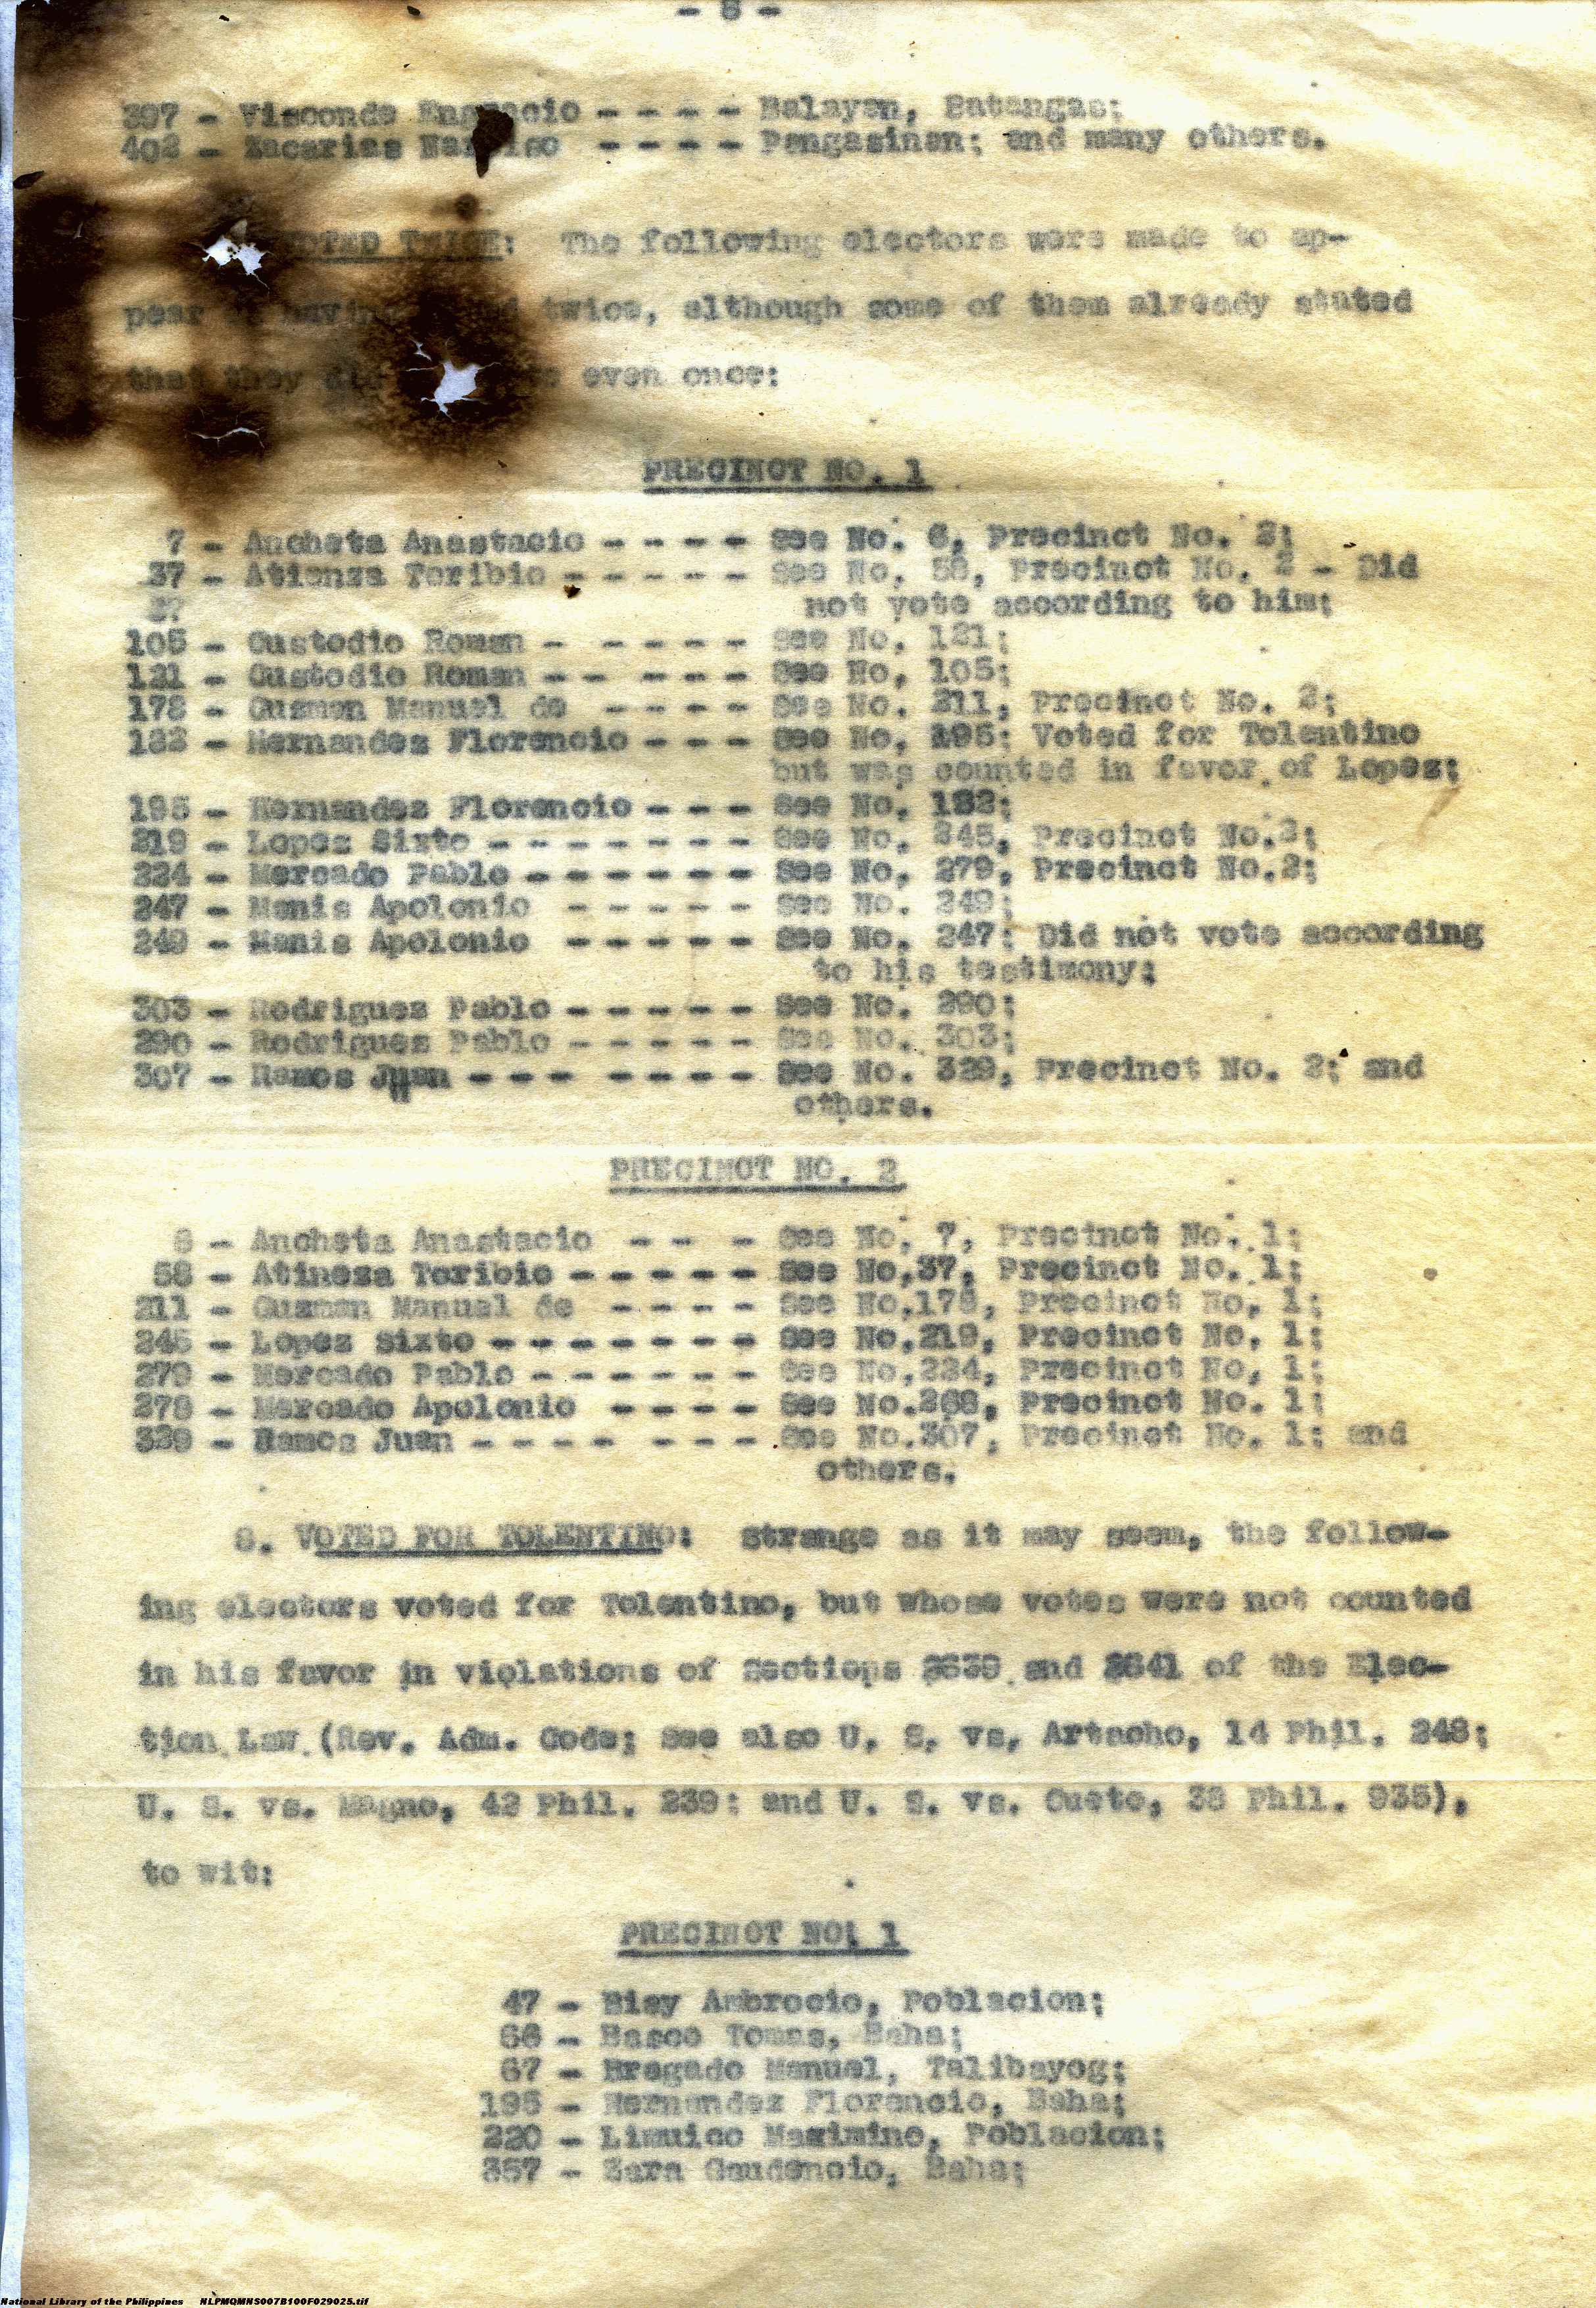 - 8 -
397 - Visconde Engracio - - - - Balayan, Batangas;
402 - Zacarias Narciso - - - - Pangasinan; and many others.
VOTED TWICE: The following electors were made to ap-
pear having twice, although some of them already stated
that they did even once:
PRECINCT NO. 1
7 - Ancheta Anastacio - - - - See No. 6, Precinct No. 2;
37 - Atienza Toribio - - - - - See No. 58, Precinct No. 2 - Did
37 not vote according to him;
105 - Custodio Roman - - - - - See No. 121;
121 - Custodio Roman - - - - - - See No. 105;
178 - Guzman Manuel de - - - - See No. 211, Precinct No. 2;
182 - Hernandez Florencio - - - See No. 195; Voted for Tolentino
but was counted in favor of Lopez;
195 - Hernandez Florencio - - - See No. 182;
219 - Lopez Sixto - - - - - - - See No. 245, Precinct No.2;
224 - Mercado Pablo - - - - - - See No. 279, Precinct No.2;
247 - Manis Apolonio - - - - - See No. 249;
249 - Manis Apolonio - - - - - See No. 247; Did not vote according
to his testimony;
303 - Rodriguez Pablo - - - - - See No. 290;
290 - Rodriguez Pablo - - - - - See No. 303;
307 - Ramos Juan - - - - - - - - See No. 329, Precinct No. 2; and
others.
PRECINCT NO. 2
6 - Ancheta Anastacio - - - - See No. 7, Precinct No. 1;
58 - Atineza Toribio - - - - - See No.37, Precinct No. 1;
211 - Guzman Manuel de - - - - See No.178, Precinct No. 1;
245 - Lopez Sixto - - - - - - - See No.219, Precinct No. 1;
279 - Mercado Pablo - - - - - - See No.224, Precinct No. 1;
278 - Mercado Apolonio - - - - See No.268, Precinct No. 1;
329 - Ramos Juan - - - - - - - See No.307, Precinct No. 1; and
others.
8. VOTED FOR TOLENTINO: Strange as it may seem, the follow-
ing electors voted for Tolentino, but whose votes were not counted
in his favor in violations of Sections 2639 and 2641 of the Elec-
tion Law (Rev. Adm. Code; See also U. S. vs. Artacho, 14 Phil. 248;
U. S. vs. Magno, 42 Phil. 239; and U. S. vs. Cueto, 38 Phil. 935),
to wit:
PRECINCT NO. 1
47 - Bisy Ambrocio, Poblacion;
66 - Basco Tomas, Baha;
67 - Bregado Manuel, Talibayog;
195 - Hernandez Florencio, Baha;
220 - Limuico Maximino, Poblacion;
357 - Zara Gaudencio, Baha;
National Library of the Philippines NLPMQMNS007B100F029025.tif